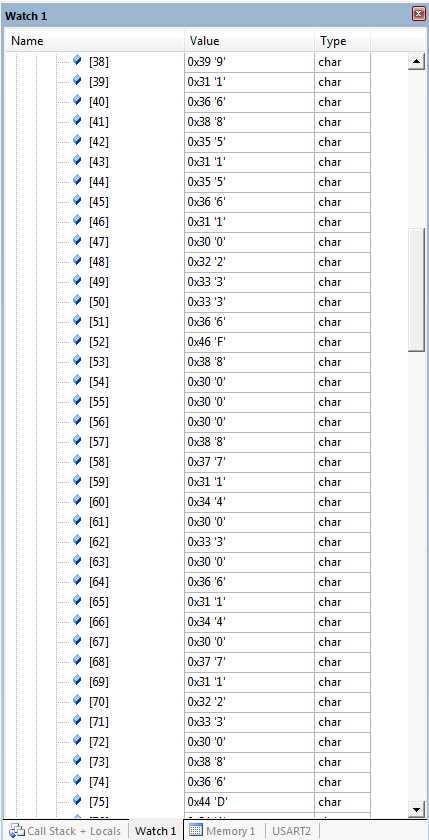 Watch 1
Name Value Type
[38] 0x39 '9' char
[39] 0x31 '1' char
[40] 0x36 '6' char
[41] 0x38 '8' char
[42] 0x35 '5' char
[43] 0x31 '1' char
[44] 0x35 '5' char
[45] 0x36 '6' char
[46] 0x31 '1' char
[47] 0x30 '0' char
[48] 0x32 '2' char
[49] 0x33 '3' char
[50] 0x33 '3' char
[51] 0x36 '6' char
[52] 0x46 'F' char
[53] 0x38 '8' char
[54] 0x30 '0' char
[55] 0x30 '0' char
[56] 0x30 '0' char
[57] 0x38 '8' char
[58] 0x37 '7' char
[59] 0x31 '1' char
[60] 0x34 '4' char
[61] 0x30 '0' char
[62] 0x33 '3' char
[63] 0x30 '0' char
[64] 0x36 '6' char
[65] 0x31 '1' char
[66] 0x34 '4' char
[67] 0x30 '0' char
[68] 0x37 '7' char
[69] 0x31 '1' char
[70] 0x32 '2' char
[71] 0x33 '3' char
[72] 0x30 '0' char
[73] 0x38 '8' char
[74] 0x36 '6' char
[75] 0x44 'D' char
Call Stack + Locals Watch 1 Memory 1 USART2